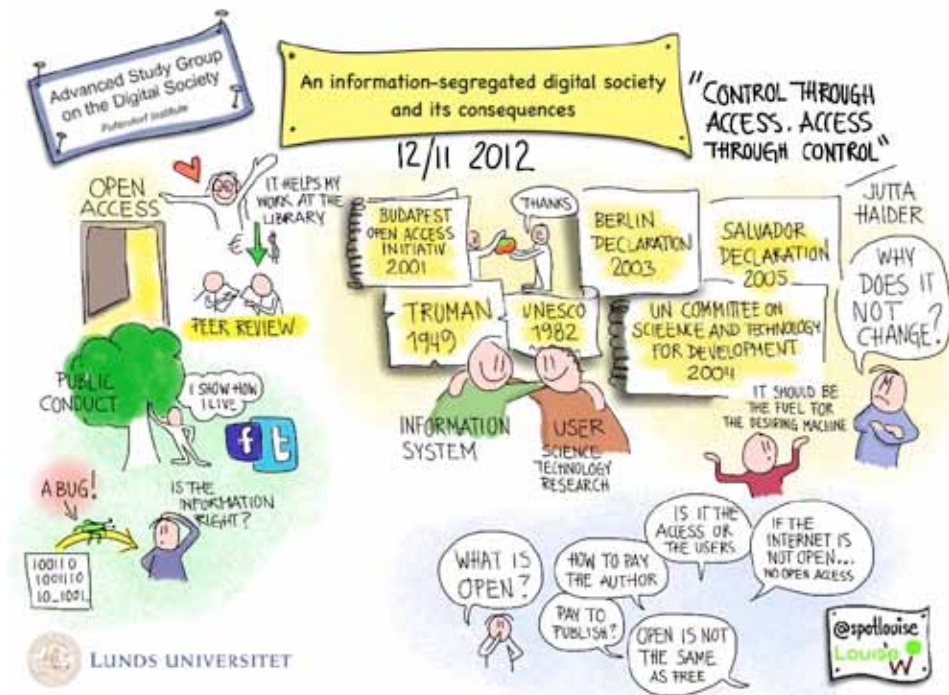 Advanced Study Group
on the Digital Society
Pufendorf Institute
An information-segregated digital society
and its consequences
12/11 2012
"CONTROL THROUGH
ACCESS. ACCESS
THROUGH CONTROL"
JUTTA
HAIDER
OPEN
ACCESS
IT HELPS MY
WORK AT THE
LIBRARY
€
$
PEER REVIEW
BUDAPEST
OPEN ACCESS
INITIATIV
2001
THANKS
BERLIN
DECLARATION
2003
SALVADOR
DECLARATION
2005
TRUMAN
1949
UNESCO
1982
UN COMMITTEE ON
SCIEENCE AND TECHNOLOGY
FOR DEVELOPMENT
2004
WHY
DOES IT
NOT
CHANGE?
INFORMATION
SYSTEM
USER
SCIENCE
TECHNOLOGY
RESEARCH
IT SHOULD BE
THE FUEL FOR
THE DESIRING MACHINE
PUBLIC
CONDUCT
I SHOW HOW
I LIVE
f
t
A BUG!
IS THE
INFORMATION
RIGHT?
100110
1001110
10_1001
WHAT IS
OPEN?
HOW TO PAY
THE AUTHOR
IS IT THE
ACCESS OR
THE USERS
IF THE
INTERNET IS
NOT OPEN...
NO OPEN ACCESS
PAY TO
PUBLISH?
OPEN IS NOT
THE SAME
AS FREE
@spotlouise
Louise
W
LUNDS UNIVERSITET